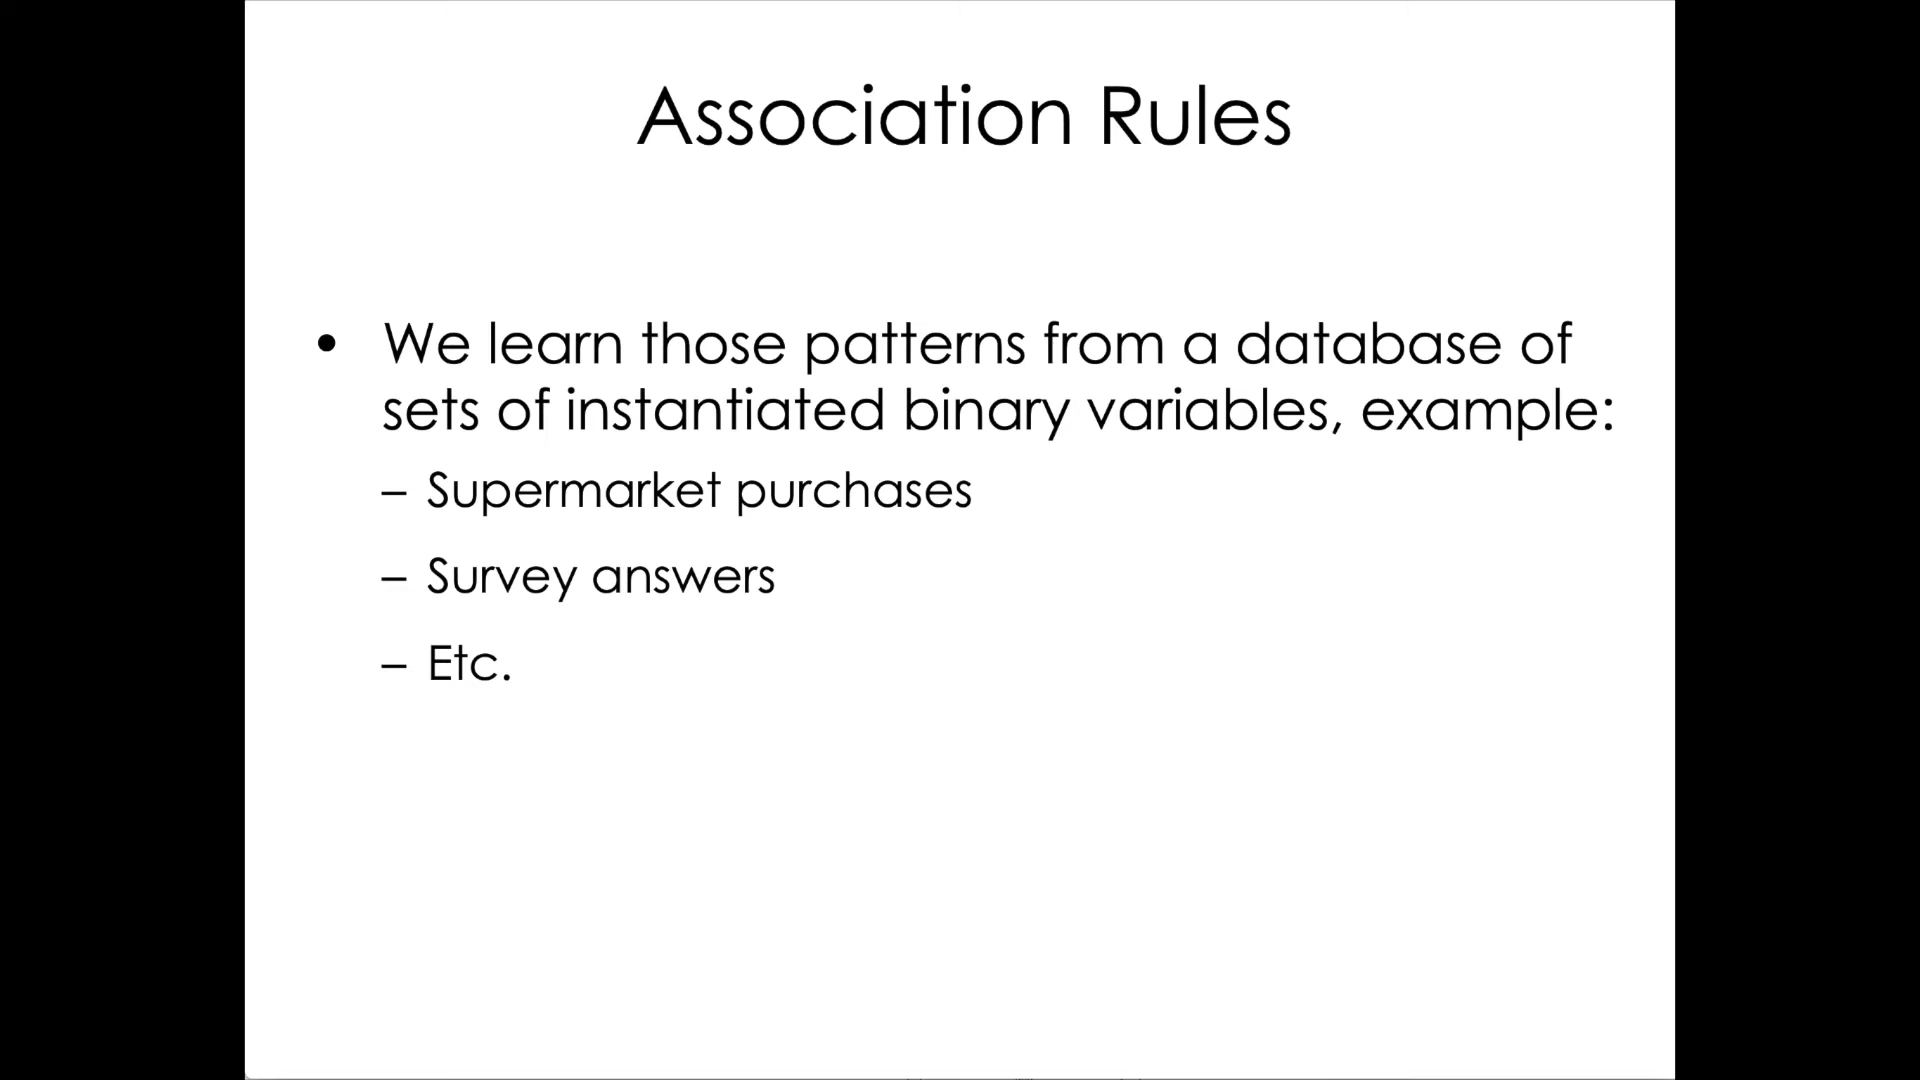 Association Rules
• We learn those patterns from a database of
sets of instantiated binary variables, example:
– Supermarket purchases
– Survey answers
– Etc.